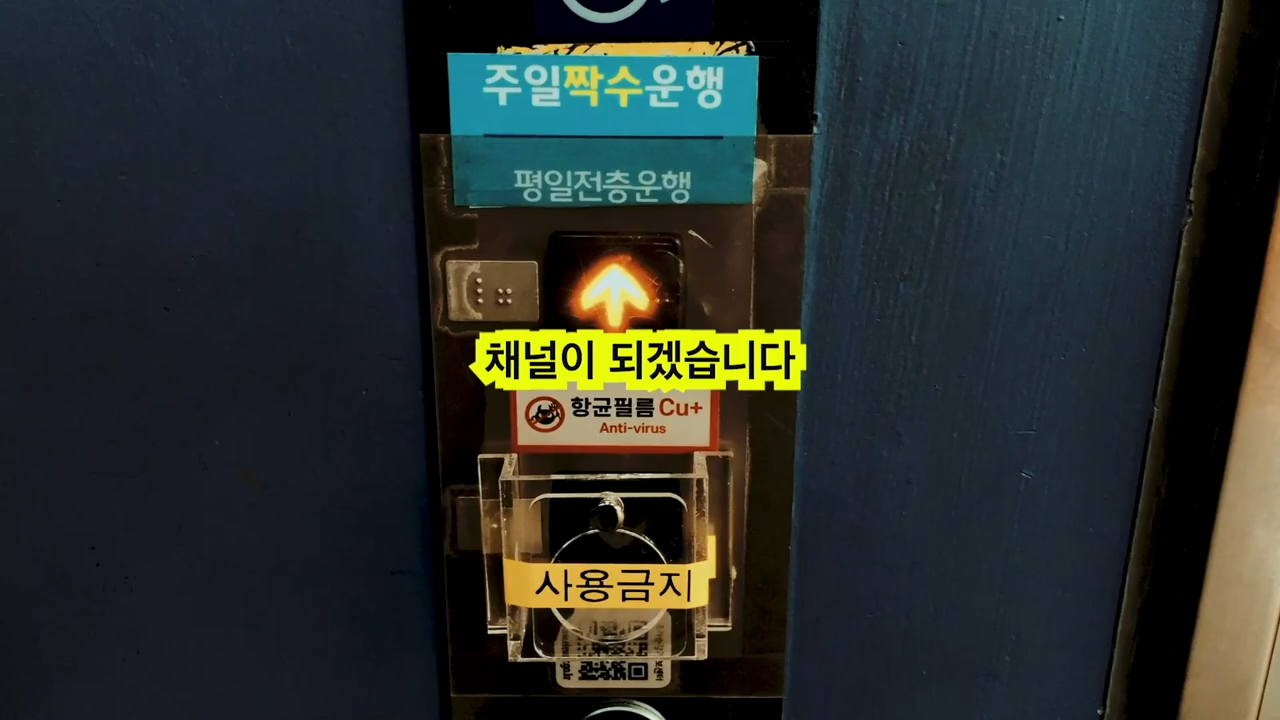 주일짝수운행
평일전층운행
채널이 되겠습니다
항균필름 Cu+
Anti-virus
사용금지